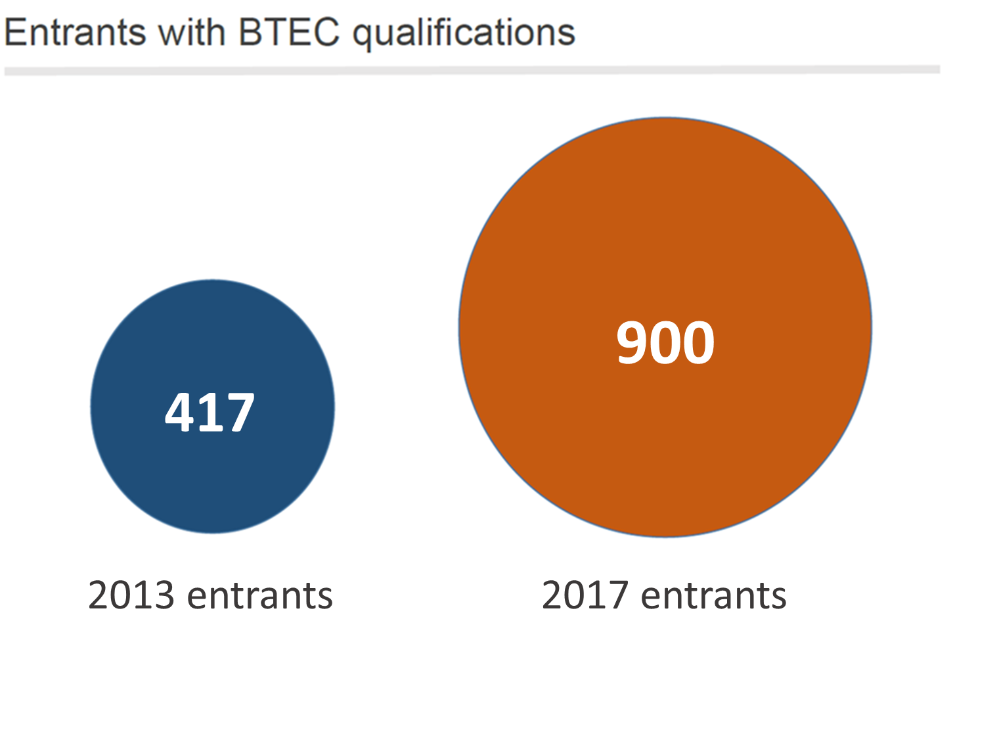 Entrants with BTEC qualifications
417
900
2013 entrants
2017 entrants